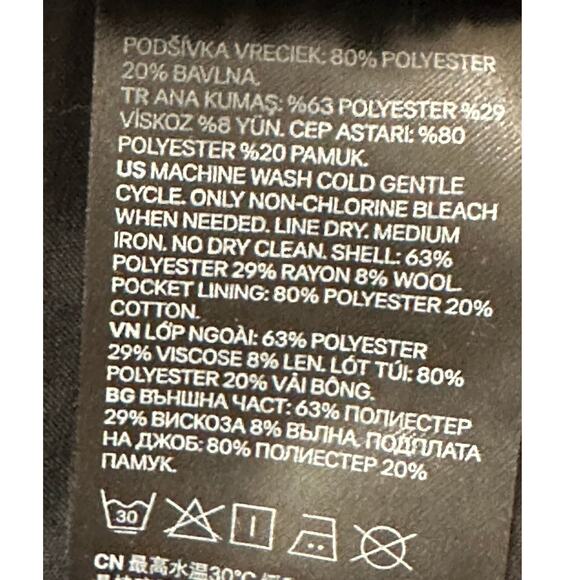 PODŠÍVKA VRECIEK: 80% POLYESTER
20% BAVLNA.
TR ANA KUMAŞ: %63 POLYESTER %29
VİSKOZ %8 YÜN. CEP ASTARI: %80
POLYESTER %20 PAMUK.
US MACHINE WASH COLD GENTLE
CYCLE. ONLY NON-CHLORINE BLEACH
WHEN NEEDED. LINE DRY. MEDIUM
IRON. NO DRY CLEAN. SHELL: 63%
POLYESTER 29% RAYON 8% WOOL.
POCKET LINING: 80% POLYESTER 20%
COTTON.
VN LỚP NGOÀI: 63% POLYESTER
29% VISCOSE 8% LEN. LÓT TÚI: 80%
POLYESTER 20% VẢI BÔNG.
BG ВЪНШНА ЧАСТ: 63% ПОЛИЕСТЕР
29% ВИСКОЗА 8% ВЪЛНА. ПОДПЛАТА
НА ДЖОБ: 80% ПОЛИЕСТЕР 20%
ПАМУК.
30
CN 最高水温30°C